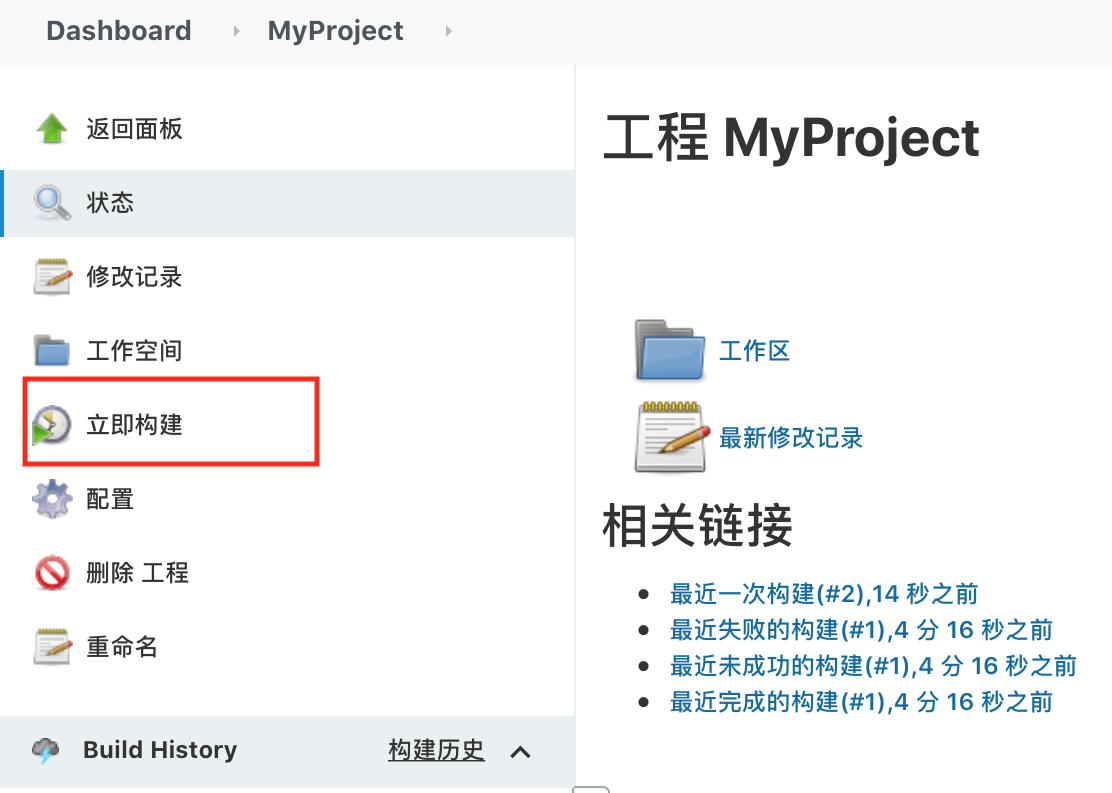 Dashboard MyProject
返回面板
状态
修改记录
工作空间
立即构建
配置
删除 工程
重命名
Build History 构建历史
工程 MyProject
工作区
最新修改记录
相关链接
最近一次构建(#2),14 秒之前
最近失败的构建(#1),4 分 16 秒之前
最近未成功的构建(#1),4 分 16 秒之前
最近完成的构建(#1),4 分 16 秒之前